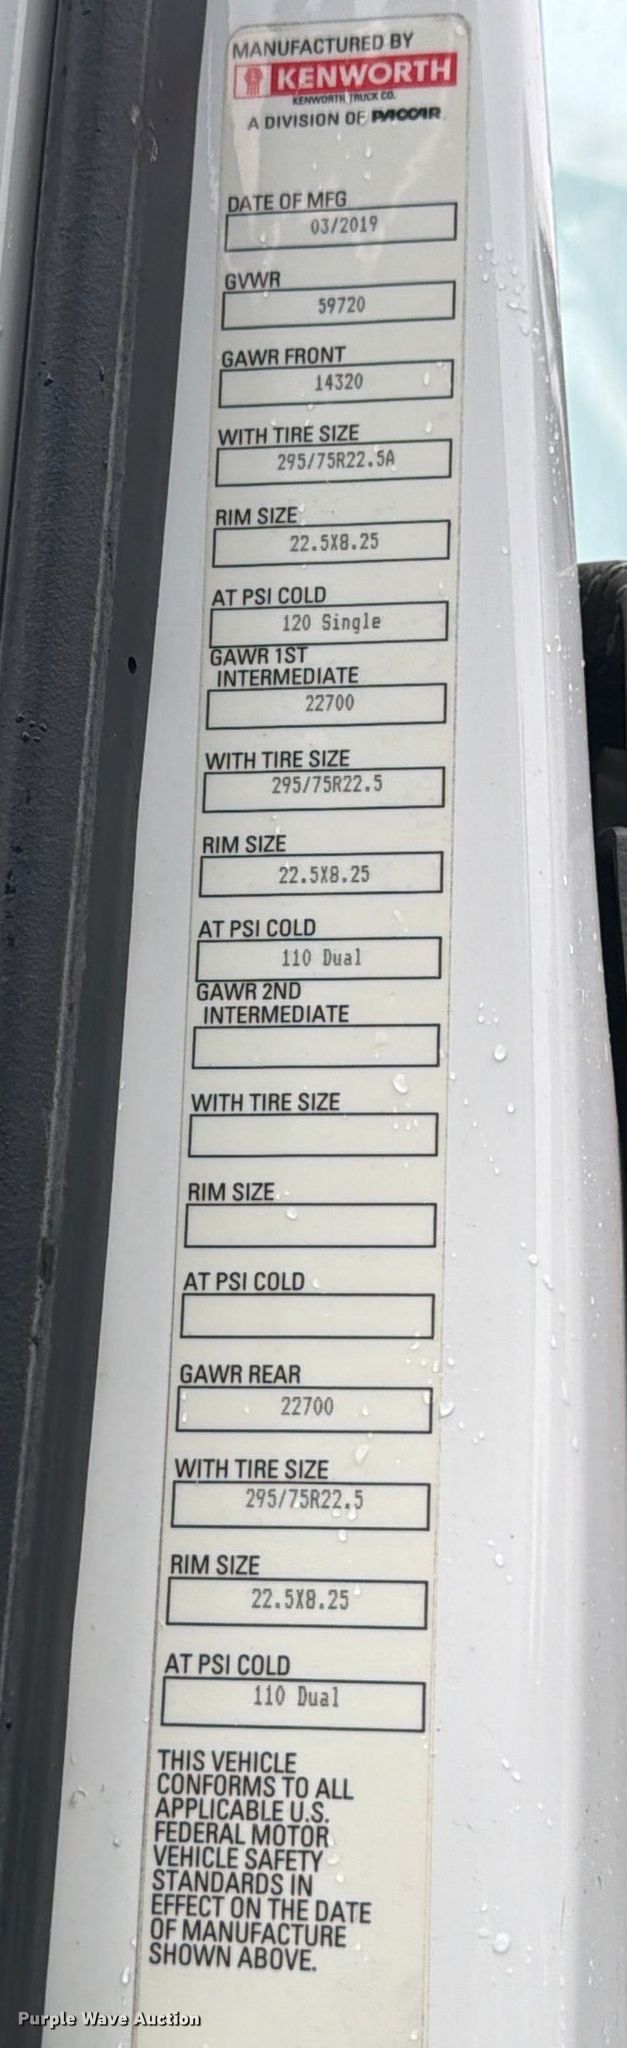 MANUFACTURED BY
KENWORTH
KENWORTH TRUCK CO.
A DIVISION OF PACCAR
DATE OF MFG
03/2019
GVWR
59720
GAWR FRONT
14320
WITH TIRE SIZE
295/75R22.5A
RIM SIZE
22.5X8.25
AT PSI COLD
120 Single
GAWR 1ST
INTERMEDIATE
22700
WITH TIRE SIZE
295/75R22.5
RIM SIZE
22.5X8.25
AT PSI COLD
110 Dual
GAWR 2ND
INTERMEDIATE
WITH TIRE SIZE
RIM SIZE
AT PSI COLD
GAWR REAR
22700
WITH TIRE SIZE
295/75R22.5
RIM SIZE
22.5X8.25
AT PSI COLD
110 Dual
THIS VEHICLE
CONFORMS TO ALL
APPLICABLE U.S.
FEDERAL MOTOR
VEHICLE SAFETY
STANDARDS IN
EFFECT ON THE DATE
OF MANUFACTURE
SHOWN ABOVE.
Purple Wave Auction